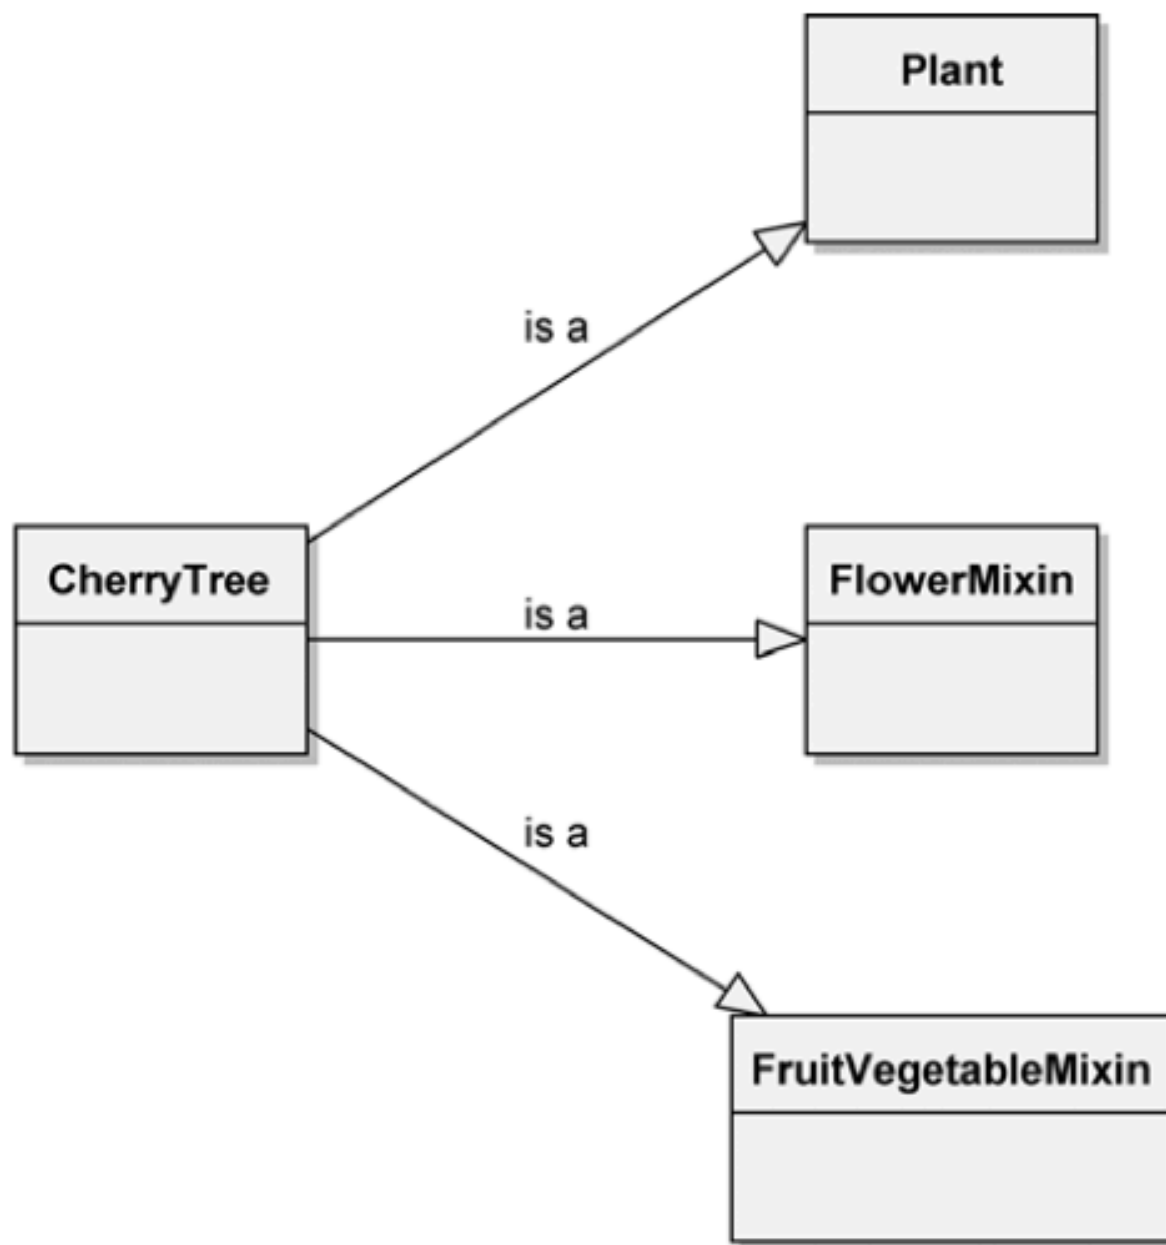 Plant
is a
CherryTree
is a
FlowerMixin
is a
FruitVegetableMixin